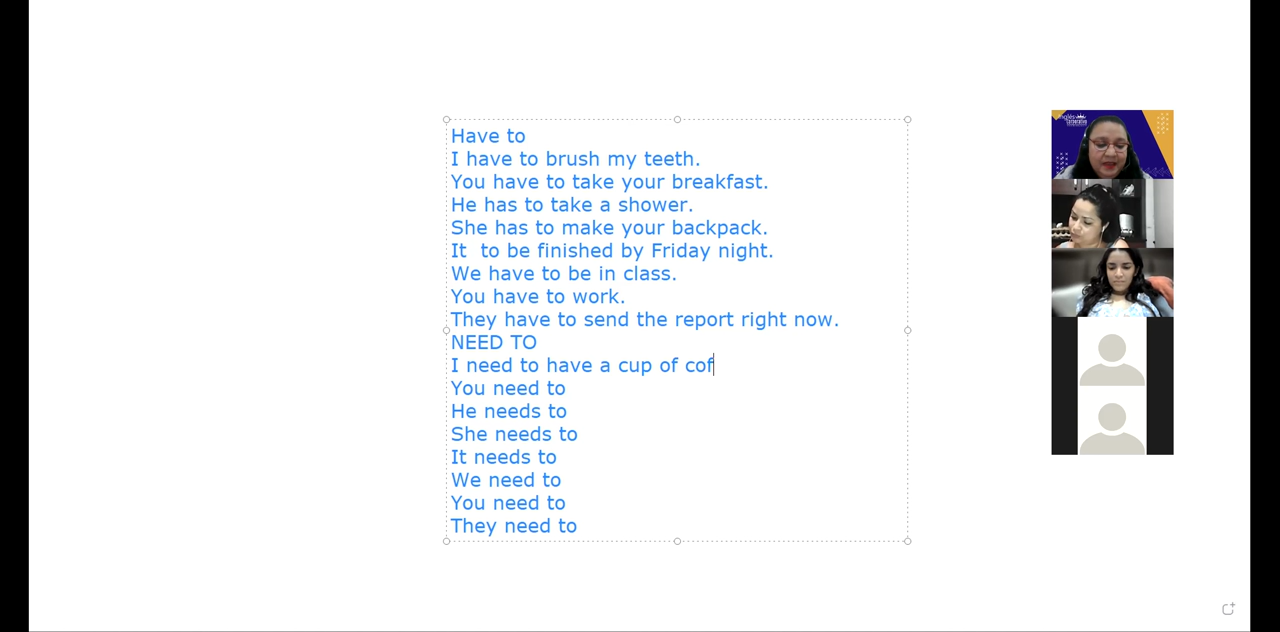 Have to
I have to brush my teeth.
You have to take your breakfast.
He has to take a shower.
She has to make your backpack.
It  to be finished by Friday night.
We have to be in class.
You have to work.
They have to send the report right now.
NEED TO
I need to have a cup of cof
You need to
He needs to
She needs to
It needs to
We need to
You need to
They need to